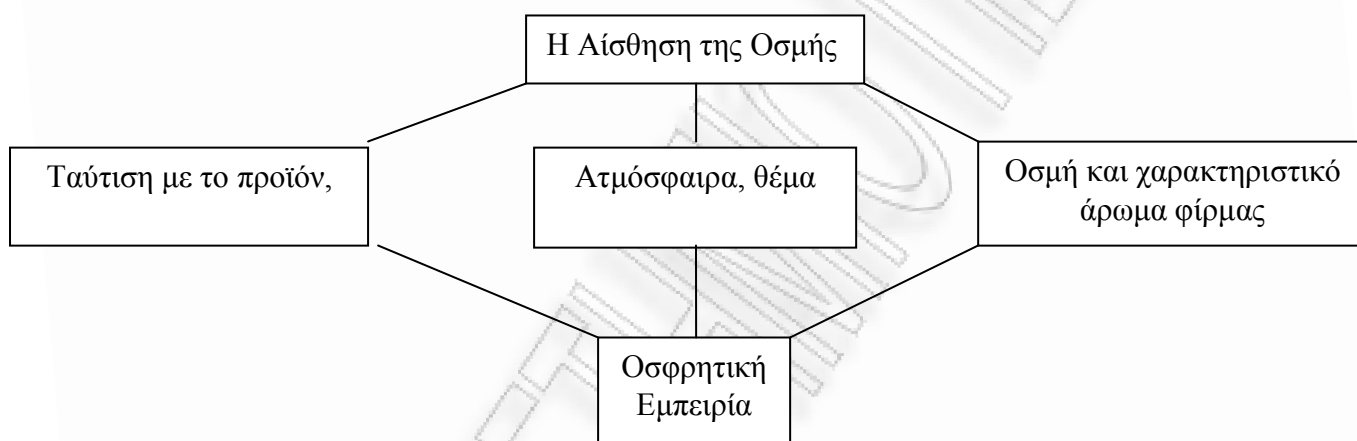 Η Αίσθηση της Οσμής
Ταύτιση με το προϊόν,
Ατμόσφαιρα, θέμα
Οσμή και χαρακτηριστικό
άρωμα φίρμας
Οσφρητική
Εμπειρία